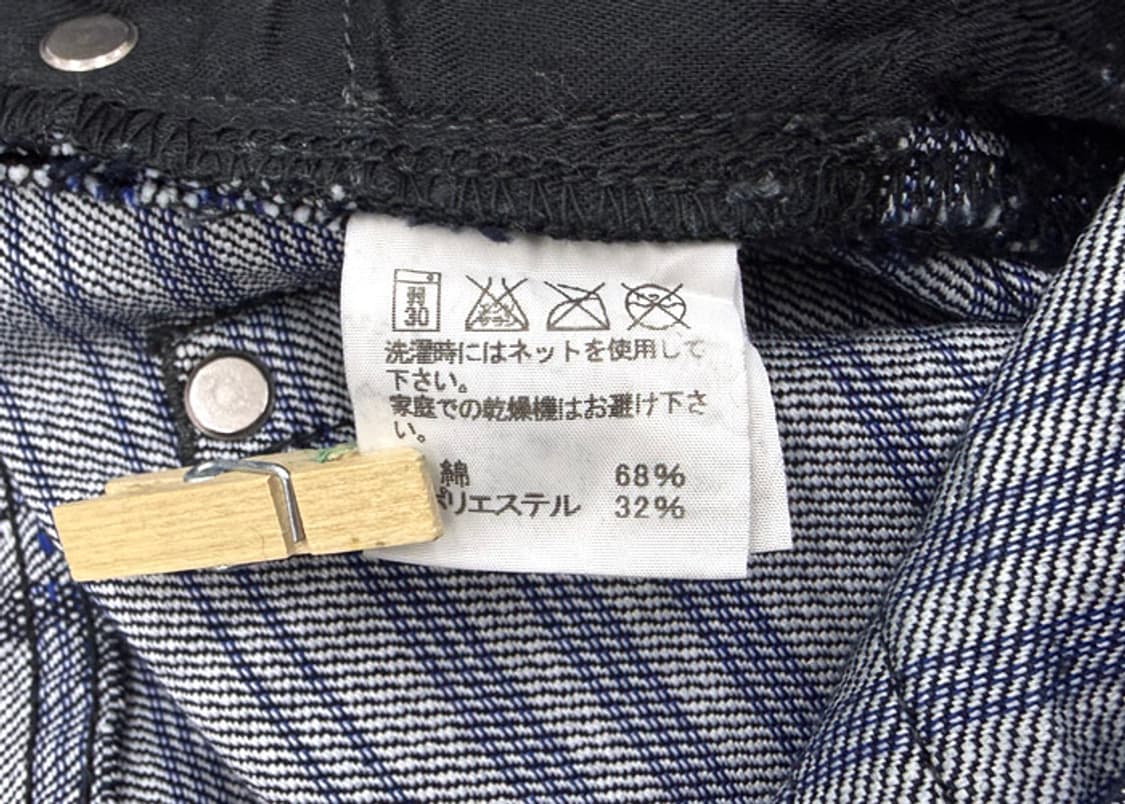 弱
30
洗濯時にはネットを使用して
下さい。
家庭での乾燥機はお避け下さ
い。
綿 68%
ポリエステル 32%